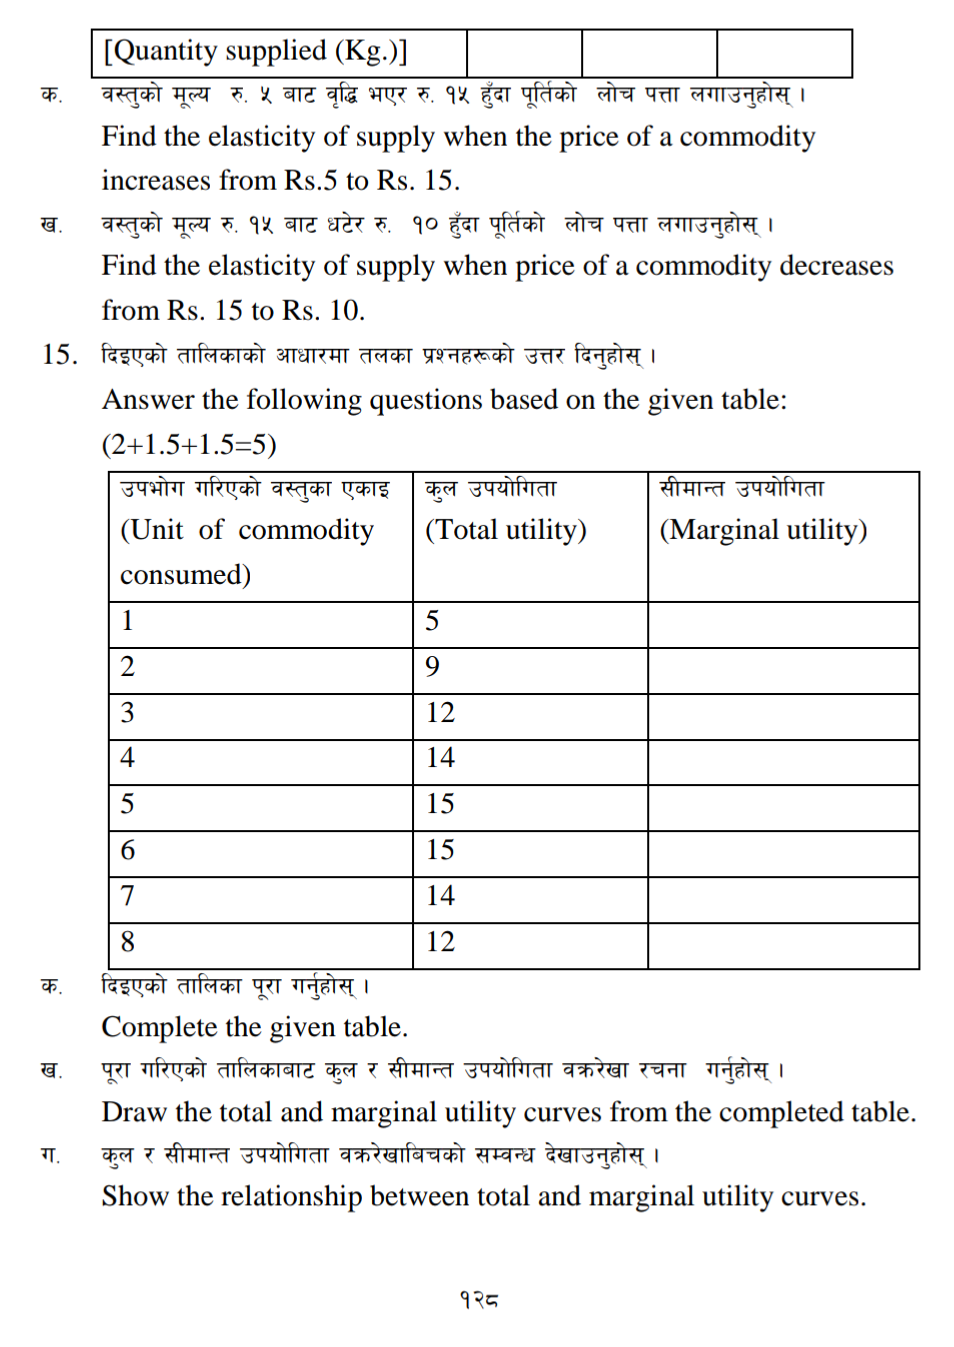 [Quantity supplied (Kg.)]
क. वस्तुको मूल्य रु. ५ बाट वृद्धि भएर रु. १५ हुँदा पूर्तिको लोच पत्ता लगाउनुहोस् ।
Find the elasticity of supply when the price of a commodity
increases from Rs.5 to Rs. 15.
ख. वस्तुको मूल्य रु. १५ बाट धटेर रु. १० हुँदा पूर्तिको लोच पत्ता लगाउनुहोस् ।
Find the elasticity of supply when price of a commodity decreases
from Rs. 15 to Rs. 10.
15. दिइएको तालिकाको आधारमा तलका प्रश्नहरूको उत्तर दिनुहोस् ।
Answer the following questions based on the given table:
(2+1.5+1.5=5)
उपभोग गरिएको वस्तुका एकाइ कुल उपयोगिता सीमान्त उपयोगिता
(Unit of commodity (Total utility) (Marginal utility)
consumed)
1 5
2 9
3 12
4 14
5 15
6 15
7 14
8 12
क. दिइएको तालिका पूरा गर्नुहोस् ।
Complete the given table.
ख. पूरा गरिएको तालिकाबाट कुल र सीमान्त उपयोगिता वक्ररेखा रचना गर्नुहोस् ।
Draw the total and marginal utility curves from the completed table.
ग. कुल र सीमान्त उपयोगिता वक्ररेखाबिचको सम्वन्ध देखाउनुहोस् ।
Show the relationship between total and marginal utility curves.
१२८